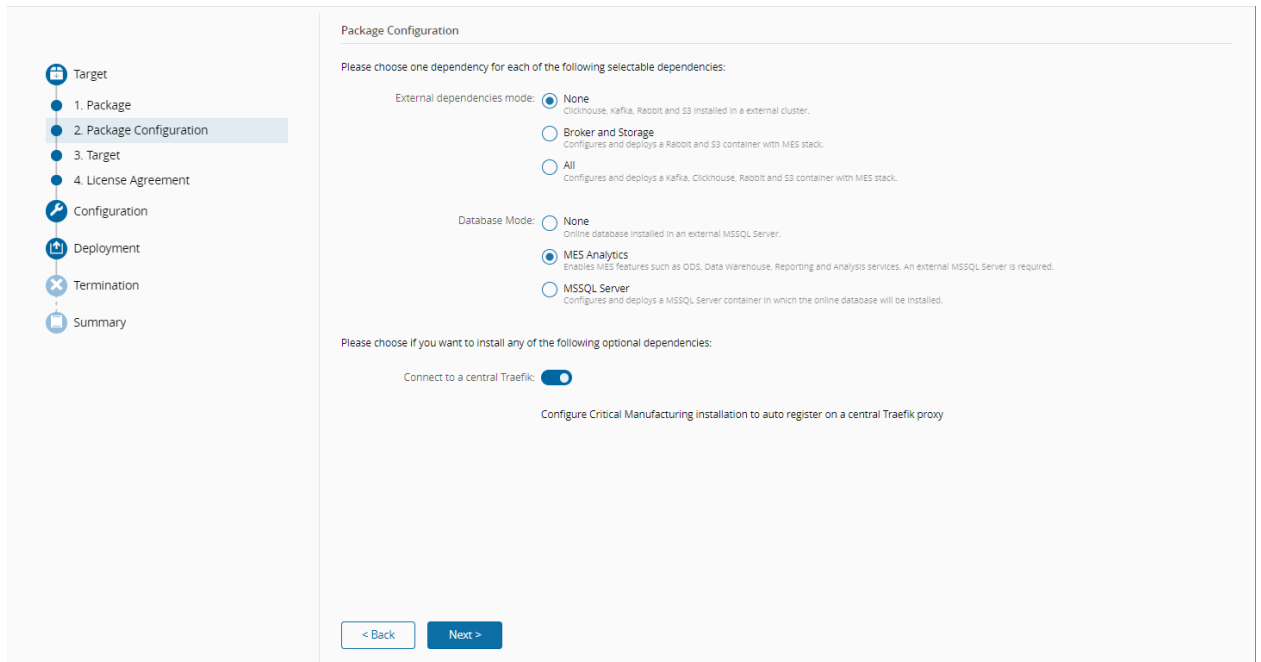 Target
1. Package
2. Package Configuration
3. Target
4. License Agreement
Configuration
Deployment
Termination
Summary
Package Configuration
Please choose one dependency for each of the following selectable dependencies:
External dependencies mode:
None
Clickhouse, Kafka, Rabbit and S3 installed in a external cluster.
Broker and Storage
Configures and deploys a Rabbit and S3 container with MES stack.
All
Configures and deploys a Kafka, Clickhouse, Rabbit and S3 container with MES stack.
Database Mode:
None
Online database installed in an external MSSQL Server.
MES Analytics
Enables MES features such as ODS, Data Warehouse, Reporting and Analysis services. An external MSSQL Server is required.
MSSQL Server
Configures and deploys a MSSQL Server container in which the online database will be installed.
Please choose if you want to install any of the following optional dependencies:
Connect to a central Traefik:
Configure Critical Manufacturing installation to auto register on a central Traefik proxy
< Back
Next >